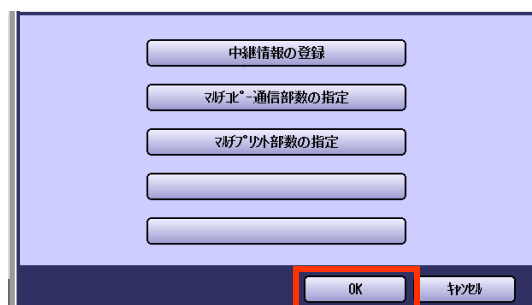 中継情報の登録
ﾏﾙﾁｺﾋﾟｰ通信部数の指定
ﾏﾙﾁﾌﾟﾘﾝﾄ部数の指定
OK
ｷｬﾝｾﾙ